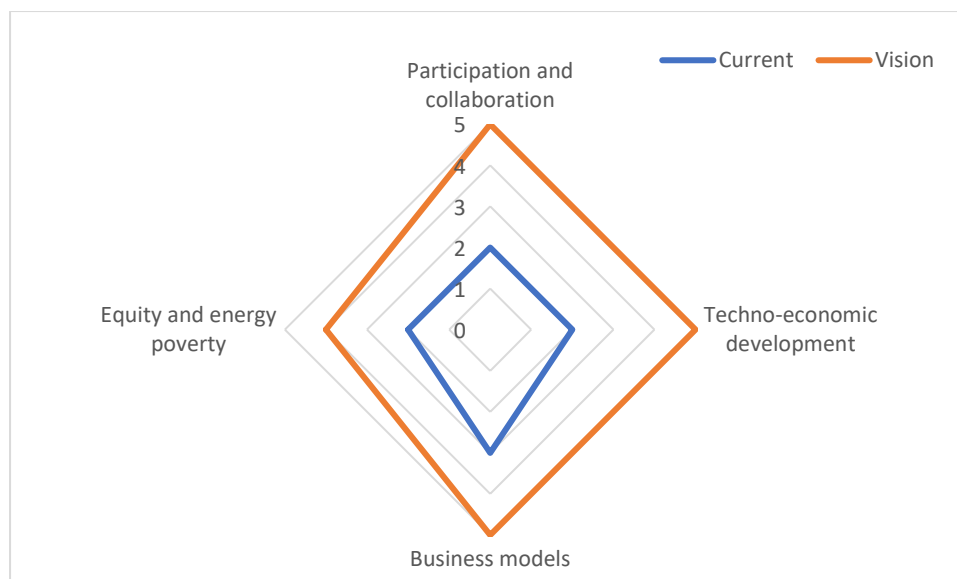 Current
Vision
Participation and
collaboration
5
4
3
2
1
0
Equity and energy
poverty
Techno-economic
development
Business models